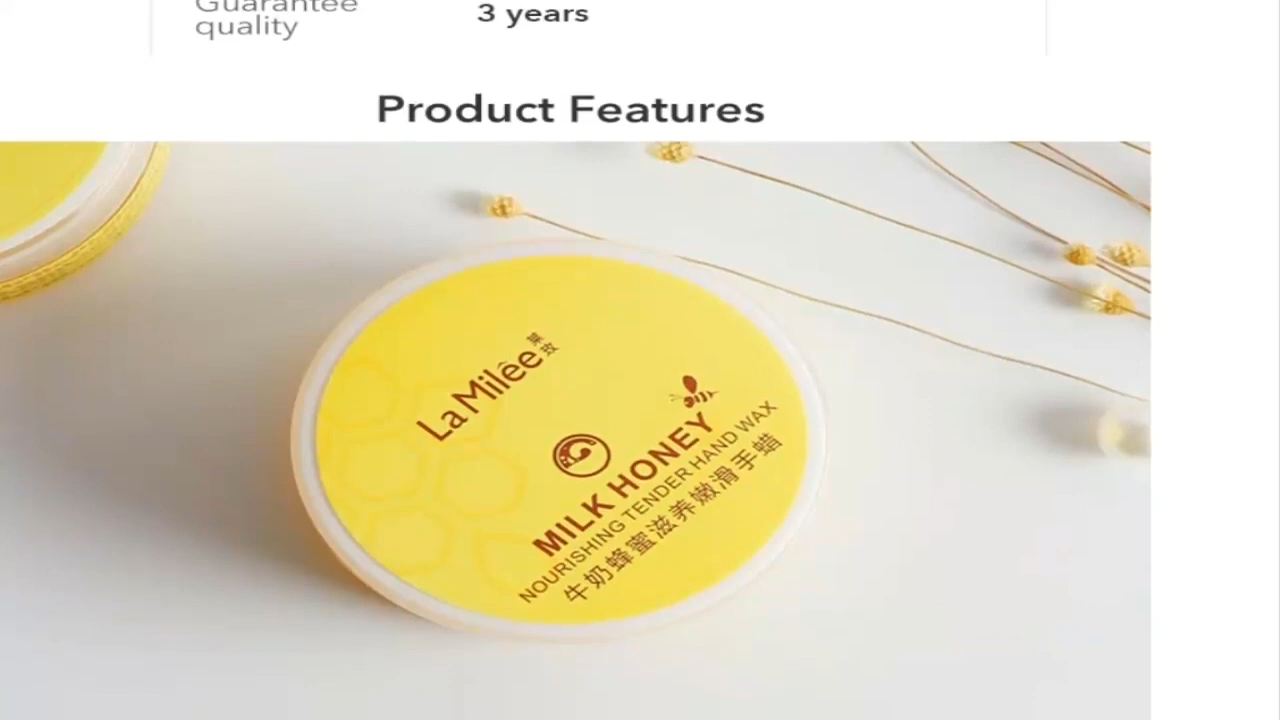 Guarantee
quality
3 years
Product Features
La Milêe
莱玫
MILK HONEY
NOURISHING TENDER HAND WAX
牛奶蜂蜜滋养嫩滑手蜡